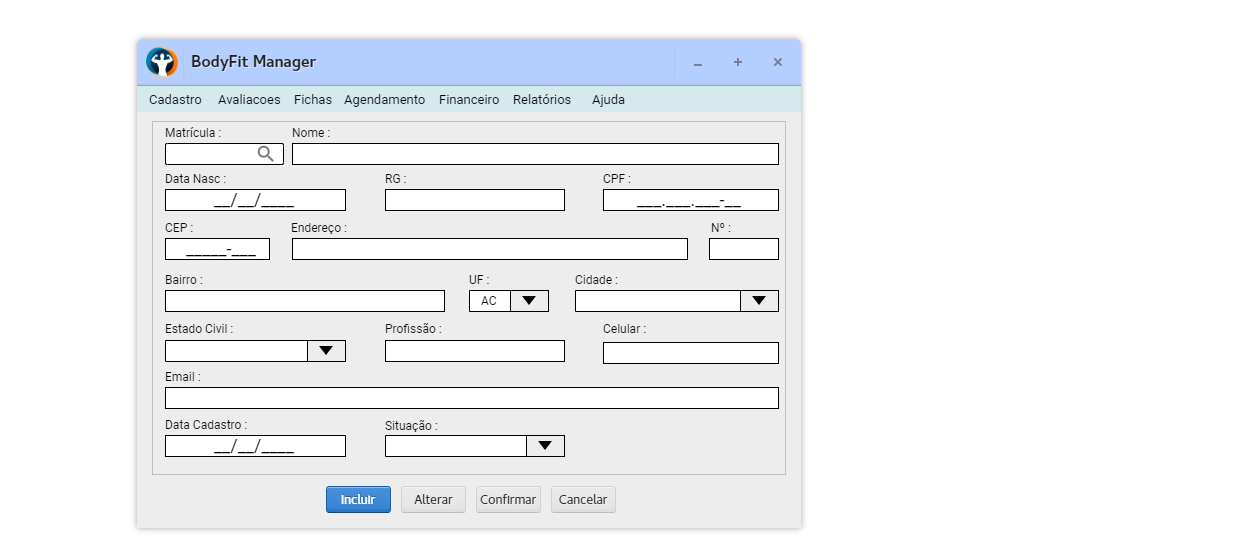 BodyFit Manager
Cadastro Avaliacoes Fichas Agendamento Financeiro Relatórios Ajuda
Matrícula : Nome :
Data Nasc : RG : CPF :
__/__/____ ___.___.___-__
CEP : Endereço : Nº :
_____-___
Bairro : UF : Cidade :
AC
Estado Civil : Profissão : Celular :
Email :
Data Cadastro : Situação :
__/__/____
Incluir Alterar Confirmar Cancelar